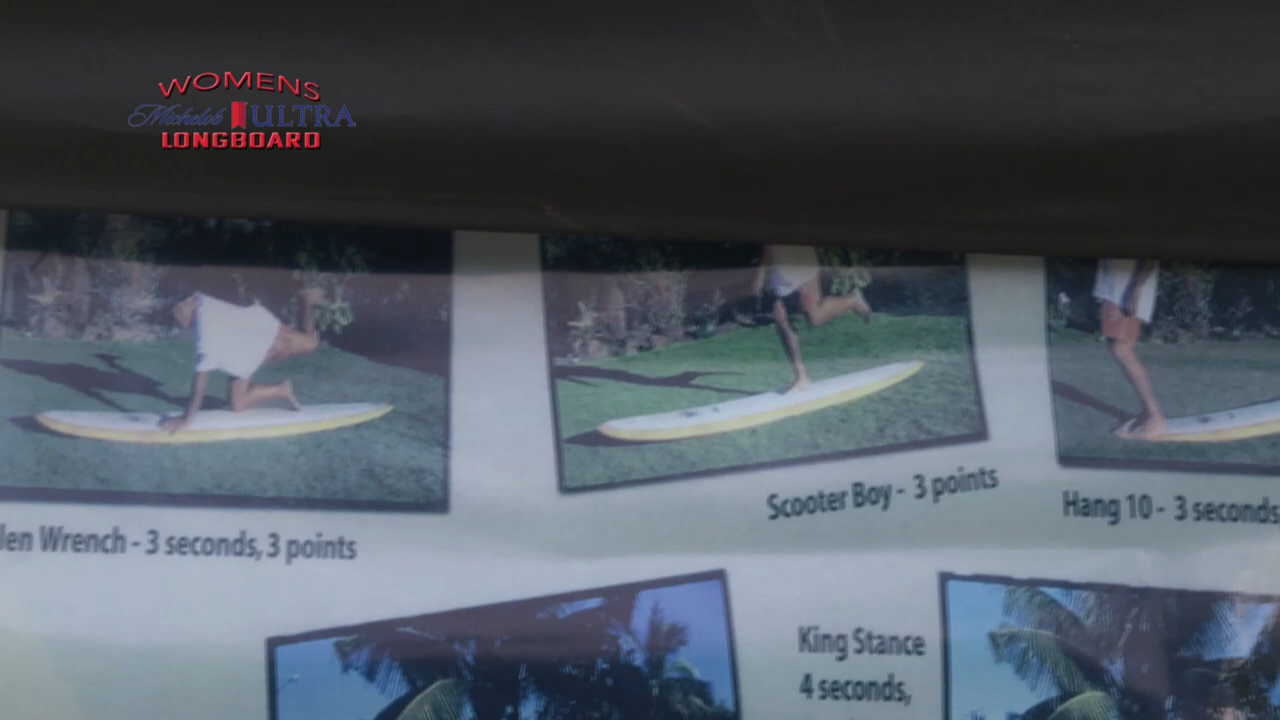 WOMENS
Michelob ULTRA
LONGBOARD
len Wrench - 3 seconds, 3 points
Scooter Boy - 3 points
Hang 10 - 3 seconds
King Stance
4 seconds,